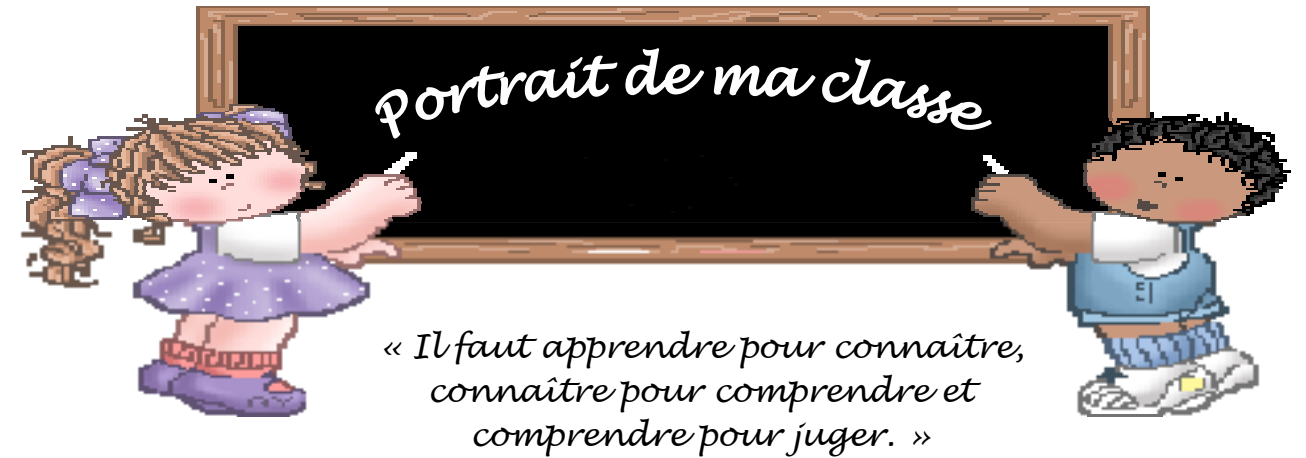 Portrait de ma classe
« Il faut apprendre pour connaître,
connaître pour comprendre et
comprendre pour juger. »